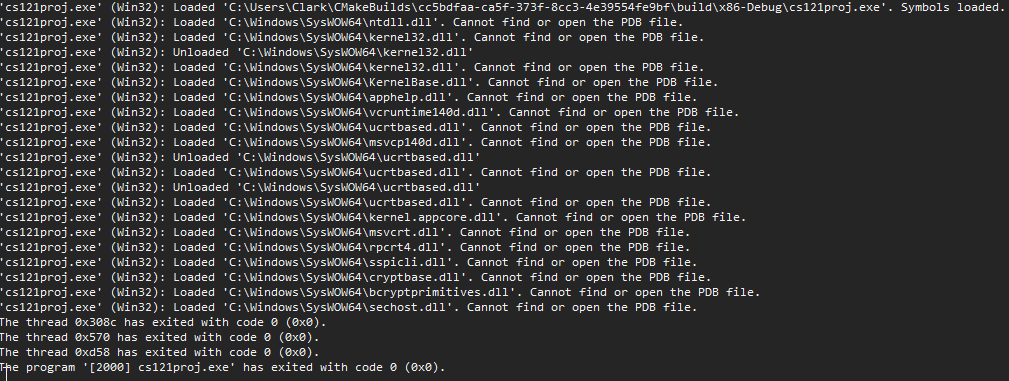 'cs121proj.exe' (Win32): Loaded 'C:\Users\Clark\CMakeBuilds\cc5bdfaa-ca5f-373f-8cc3-4e39554fe9bf\build\x86-Debug\cs121proj.exe'. Symbols loaded.
'cs121proj.exe' (Win32): Loaded 'C:\Windows\SysWOW64\ntdll.dll'. Cannot find or open the PDB file.
'cs121proj.exe' (Win32): Loaded 'C:\Windows\SysWOW64\kernel32.dll'. Cannot find or open the PDB file.
'cs121proj.exe' (Win32): Unloaded 'C:\Windows\SysWOW64\kernel32.dll'
'cs121proj.exe' (Win32): Loaded 'C:\Windows\SysWOW64\kernel32.dll'. Cannot find or open the PDB file.
'cs121proj.exe' (Win32): Loaded 'C:\Windows\SysWOW64\KernelBase.dll'. Cannot find or open the PDB file.
'cs121proj.exe' (Win32): Loaded 'C:\Windows\SysWOW64\apphelp.dll'. Cannot find or open the PDB file.
'cs121proj.exe' (Win32): Loaded 'C:\Windows\SysWOW64\vcruntime140d.dll'. Cannot find or open the PDB file.
'cs121proj.exe' (Win32): Loaded 'C:\Windows\SysWOW64\ucrtbased.dll'. Cannot find or open the PDB file.
'cs121proj.exe' (Win32): Loaded 'C:\Windows\SysWOW64\msvcp140d.dll'. Cannot find or open the PDB file.
'cs121proj.exe' (Win32): Unloaded 'C:\Windows\SysWOW64\ucrtbased.dll'
'cs121proj.exe' (Win32): Loaded 'C:\Windows\SysWOW64\ucrtbased.dll'. Cannot find or open the PDB file.
'cs121proj.exe' (Win32): Unloaded 'C:\Windows\SysWOW64\ucrtbased.dll'
'cs121proj.exe' (Win32): Loaded 'C:\Windows\SysWOW64\ucrtbased.dll'. Cannot find or open the PDB file.
'cs121proj.exe' (Win32): Loaded 'C:\Windows\SysWOW64\kernel.appcore.dll'. Cannot find or open the PDB file.
'cs121proj.exe' (Win32): Loaded 'C:\Windows\SysWOW64\msvcrt.dll'. Cannot find or open the PDB file.
'cs121proj.exe' (Win32): Loaded 'C:\Windows\SysWOW64\rpcrt4.dll'. Cannot find or open the PDB file.
'cs121proj.exe' (Win32): Loaded 'C:\Windows\SysWOW64\sspicli.dll'. Cannot find or open the PDB file.
'cs121proj.exe' (Win32): Loaded 'C:\Windows\SysWOW64\cryptbase.dll'. Cannot find or open the PDB file.
'cs121proj.exe' (Win32): Loaded 'C:\Windows\SysWOW64\bcryptprimitives.dll'. Cannot find or open the PDB file.
'cs121proj.exe' (Win32): Loaded 'C:\Windows\SysWOW64\sechost.dll'. Cannot find or open the PDB file.
The thread 0x308c has exited with code 0 (0x0).
The thread 0x570 has exited with code 0 (0x0).
The thread 0xd58 has exited with code 0 (0x0).
The program '[2000] cs121proj.exe' has exited with code 0 (0x0).